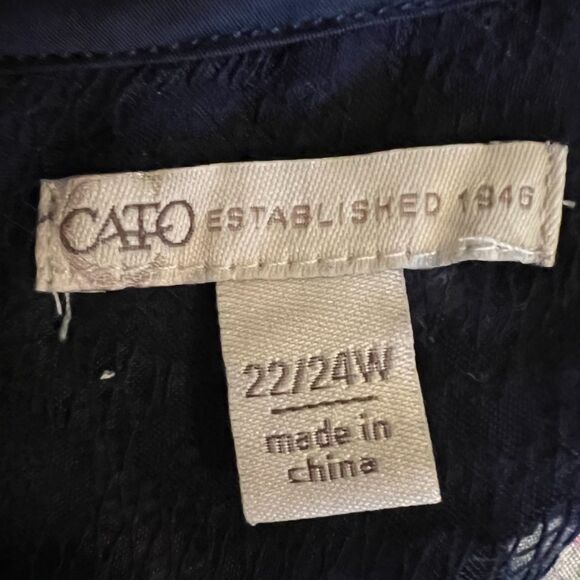 CATO ESTABLISHED 1946
22/24W
made in
china